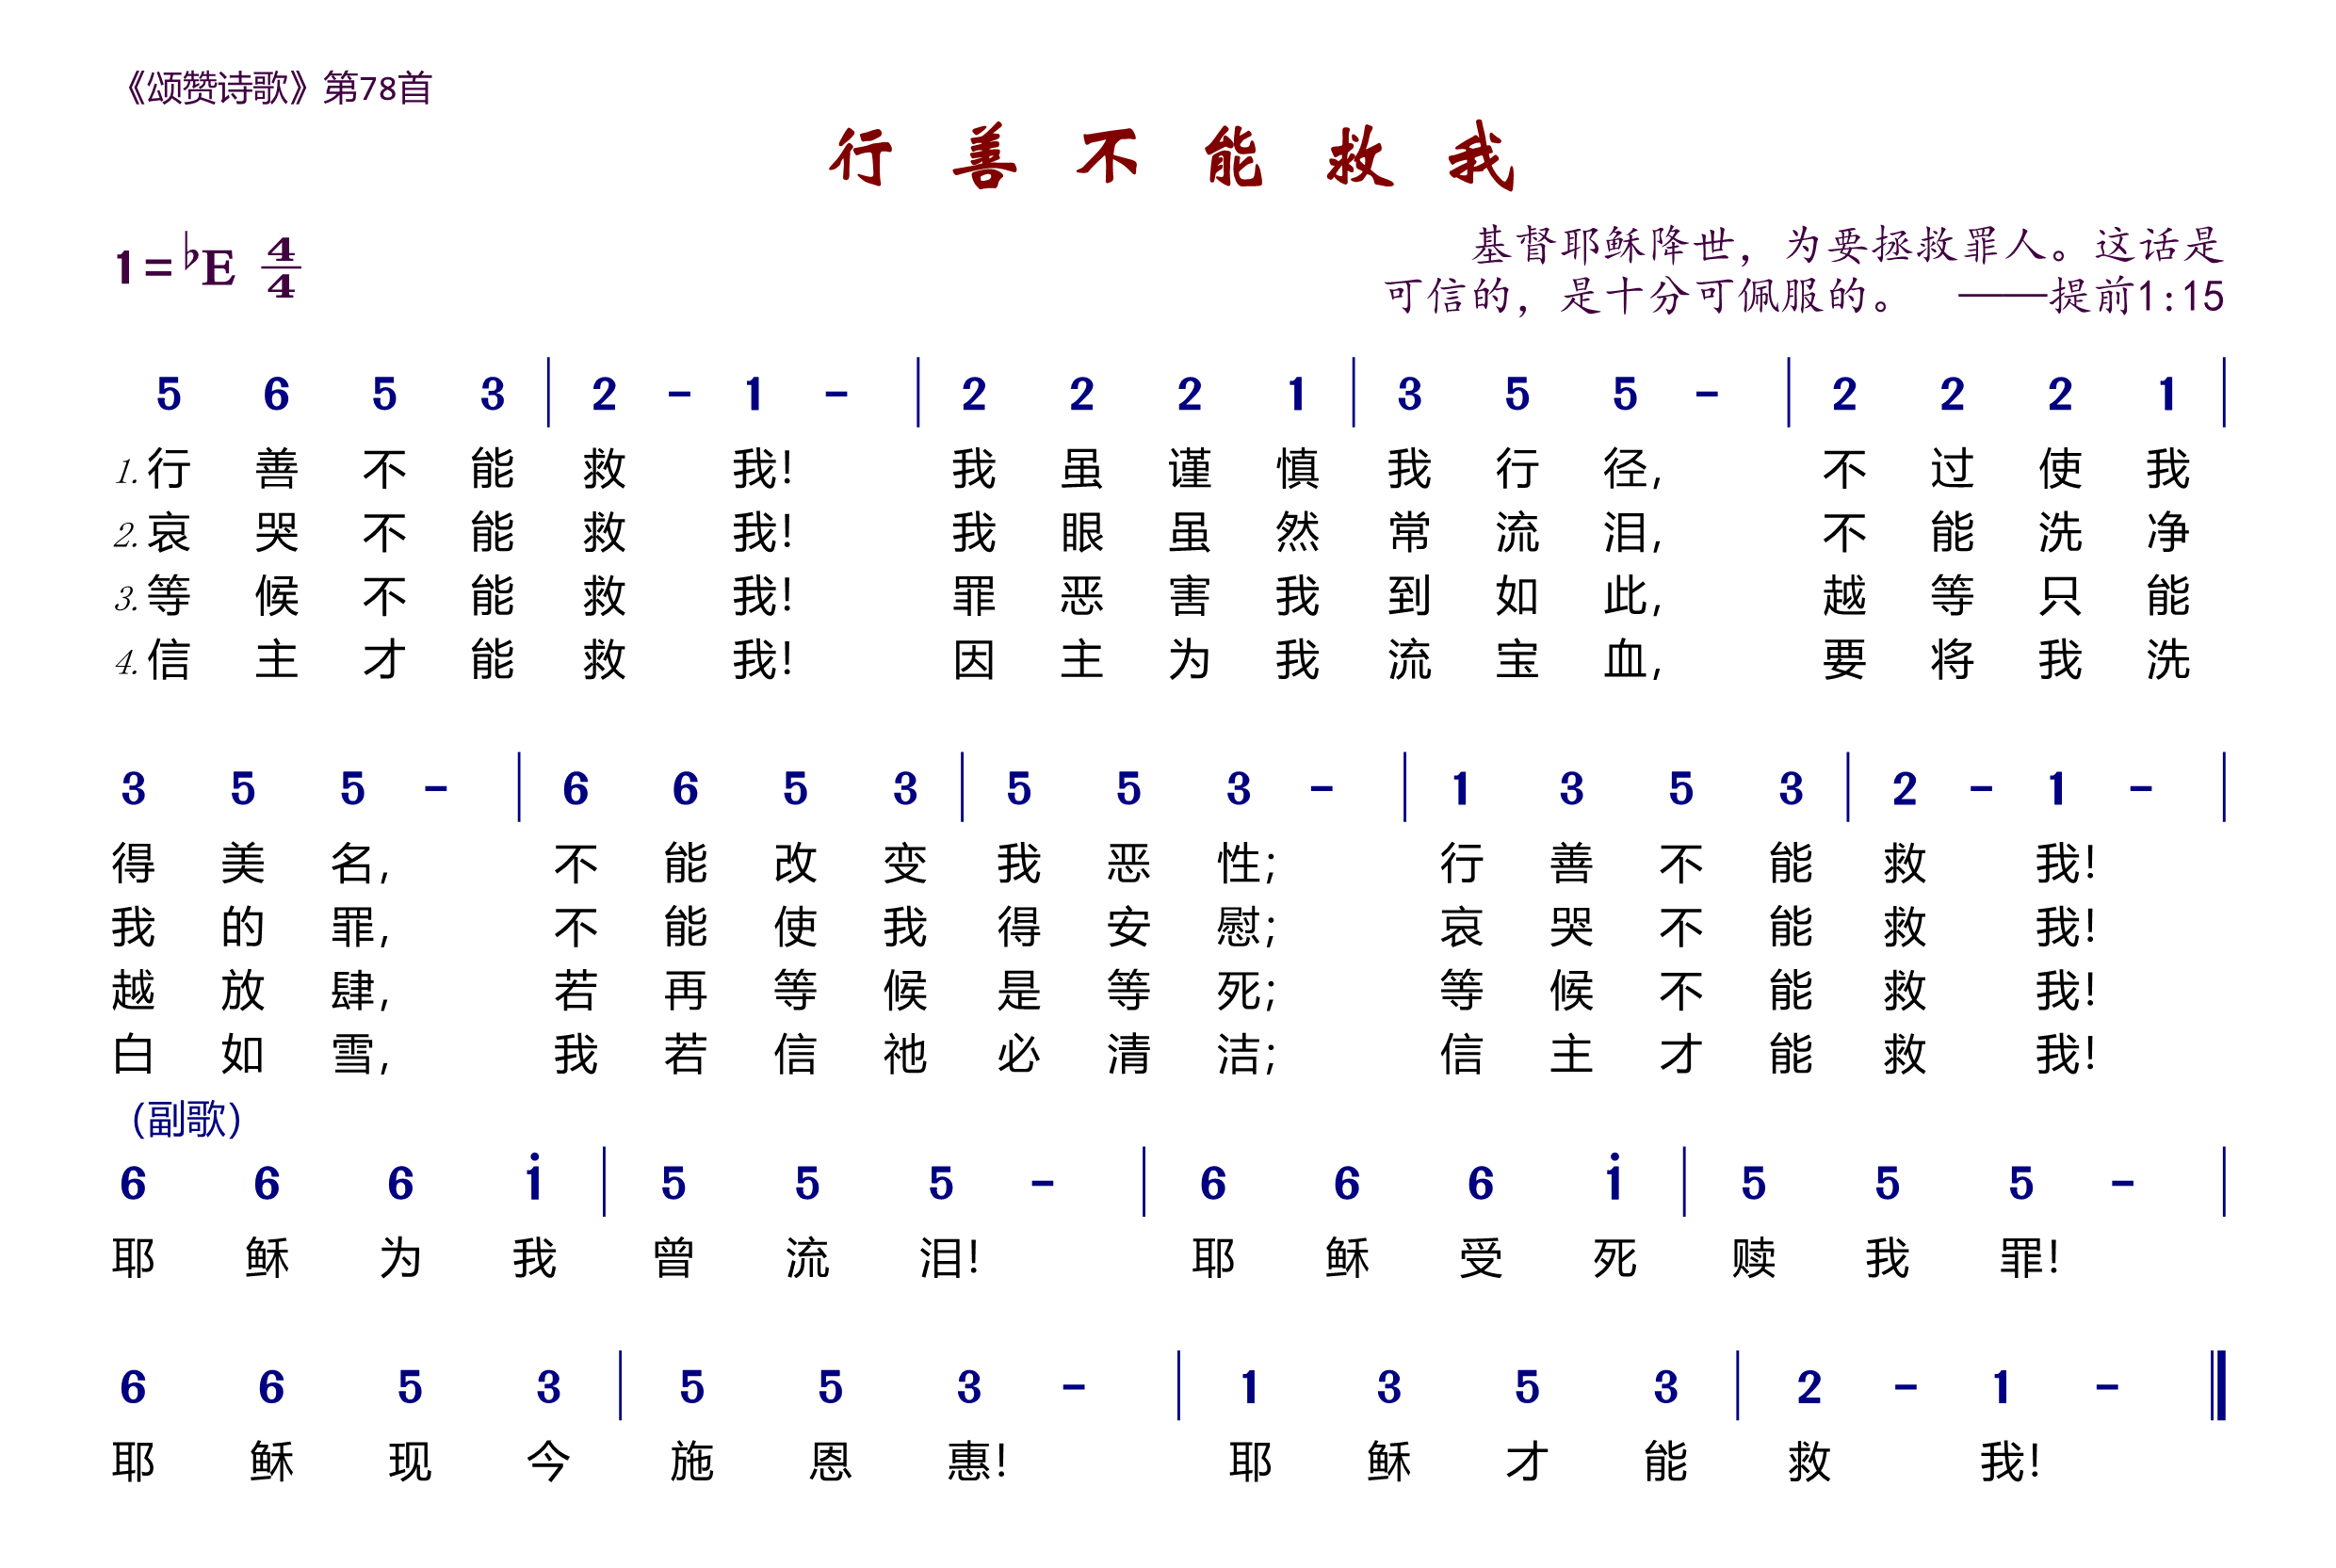 《颂赞诗歌》第78首
行善不能救我
1=♭E 4/4
基督耶稣降世，为要拯救罪人。这话是
可信的，是十分可佩服的。 ——提前1:15
5 6 5 3 | 2 - 1 - | 2 2 2 1 | 3 5 5 - | 2 2 2 1 |
1. 行善不能救我! 我虽谨慎我行径, 不过使我
2. 哀哭不能救我! 我眼虽然常流泪, 不能洗净
3. 等候不能救我! 罪恶害我到如此, 越等只能
4. 信主才能救我! 因主为我流宝血, 要将我洗
3 5 5 - | 6 6 5 3 | 5 5 3 - | 1 3 5 3 | 2 - 1 - |
得美名, 不能改变我恶性; 行善不能救我!
我的罪, 不能使我得安慰; 哀哭不能救我!
越放肆, 若再等候是等死; 等候不能救我!
白如雪, 我若信祂必清洁; 信主才能救我!
(副歌)
6 6 6 i | 5 5 5 - | 6 6 6 i | 5 5 5 - |
耶稣为我曾流泪! 耶稣受死赎我罪!
6 6 5 3 | 5 5 3 - | 1 3 5 3 | 2 - 1 - ‖
耶稣现今施恩惠! 耶稣才能救我!